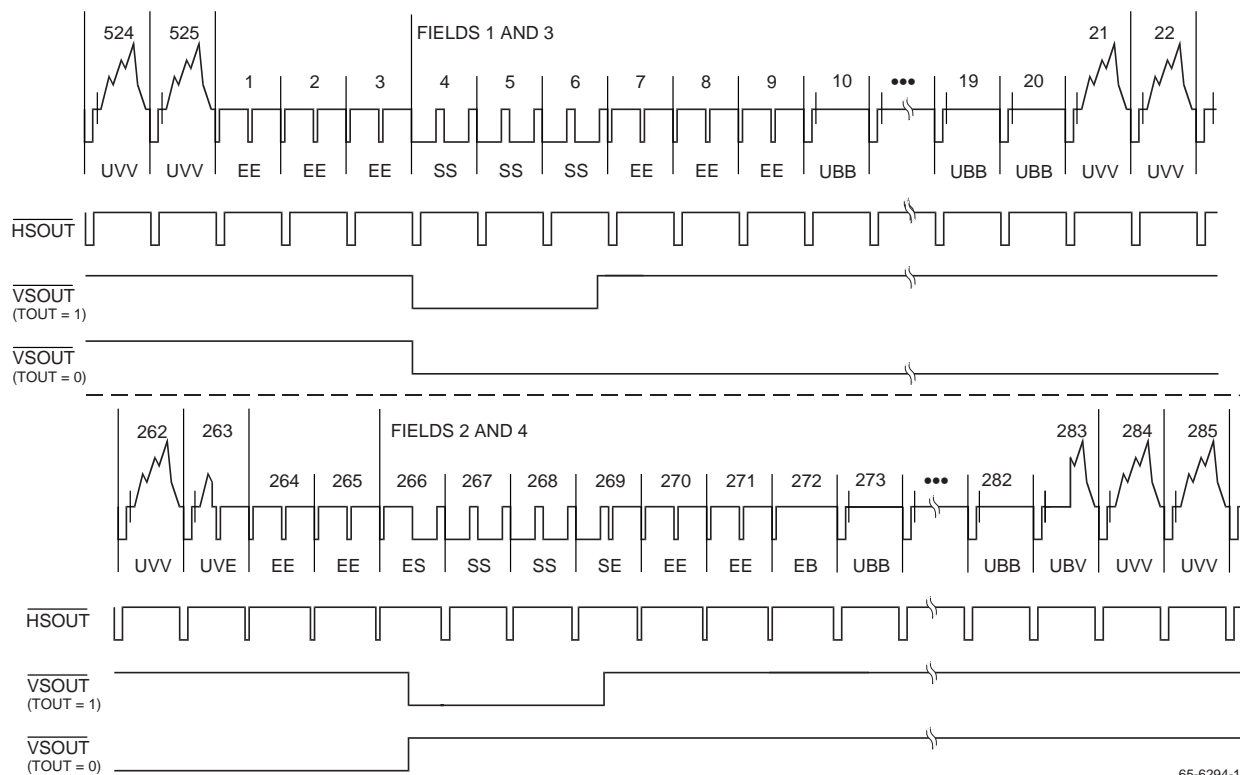 524 525 FIELDS 1 AND 3 21 22
1 2 3 4 5 6 7 8 9 10 ••• 19 20
UVV UVV EE EE EE SS SS SS EE EE EE UBB UBB UBB UVV UVV
HSOUT
VSOUT
(TOUT = 1)
VSOUT
(TOUT = 0)
262 263 FIELDS 2 AND 4 283 284 285
264 265 266 267 268 269 270 271 272 273 ••• 282
UVV UVE EE EE ES SS SS SE EE EE EB UBB UBB UBV UVV UVV
HSOUT
VSOUT
(TOUT = 1)
VSOUT
(TOUT = 0)